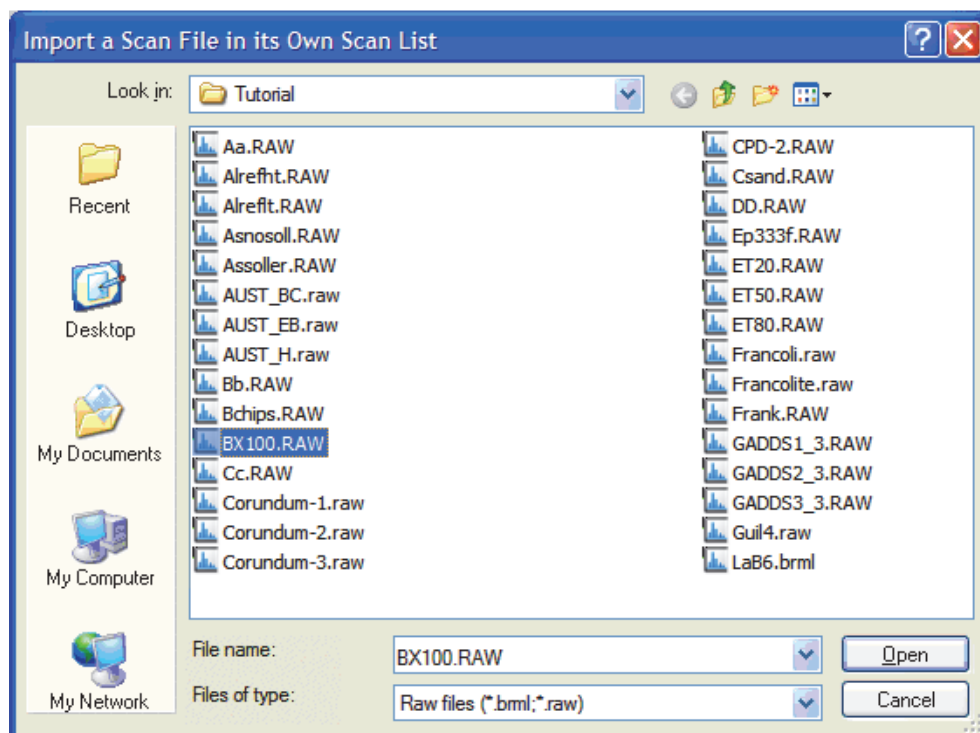 Import a Scan File in its Own Scan List
Look in:
Tutorial
Recent
Desktop
My Documents
My Computer
My Network
Aa.RAW
Alrefht.RAW
Alreflt.RAW
Asnosoll.RAW
Assoller.RAW
AUST_BC.raw
AUST_EB.raw
AUST_H.raw
Bb.RAW
Bchips.RAW
BX100.RAW
Cc.RAW
Corundum-1.raw
Corundum-2.raw
Corundum-3.raw
CPD-2.RAW
Csand.RAW
DD.RAW
Ep333f.RAW
ET20.RAW
ET50.RAW
ET80.RAW
Francoli.raw
Francolite.raw
Frank.RAW
GADDS1_3.RAW
GADDS2_3.RAW
GADDS3_3.RAW
Guil4.raw
LaB6.brml
File name:
BX100.RAW
Open
Files of type:
Raw files (*.brml;*.raw)
Cancel